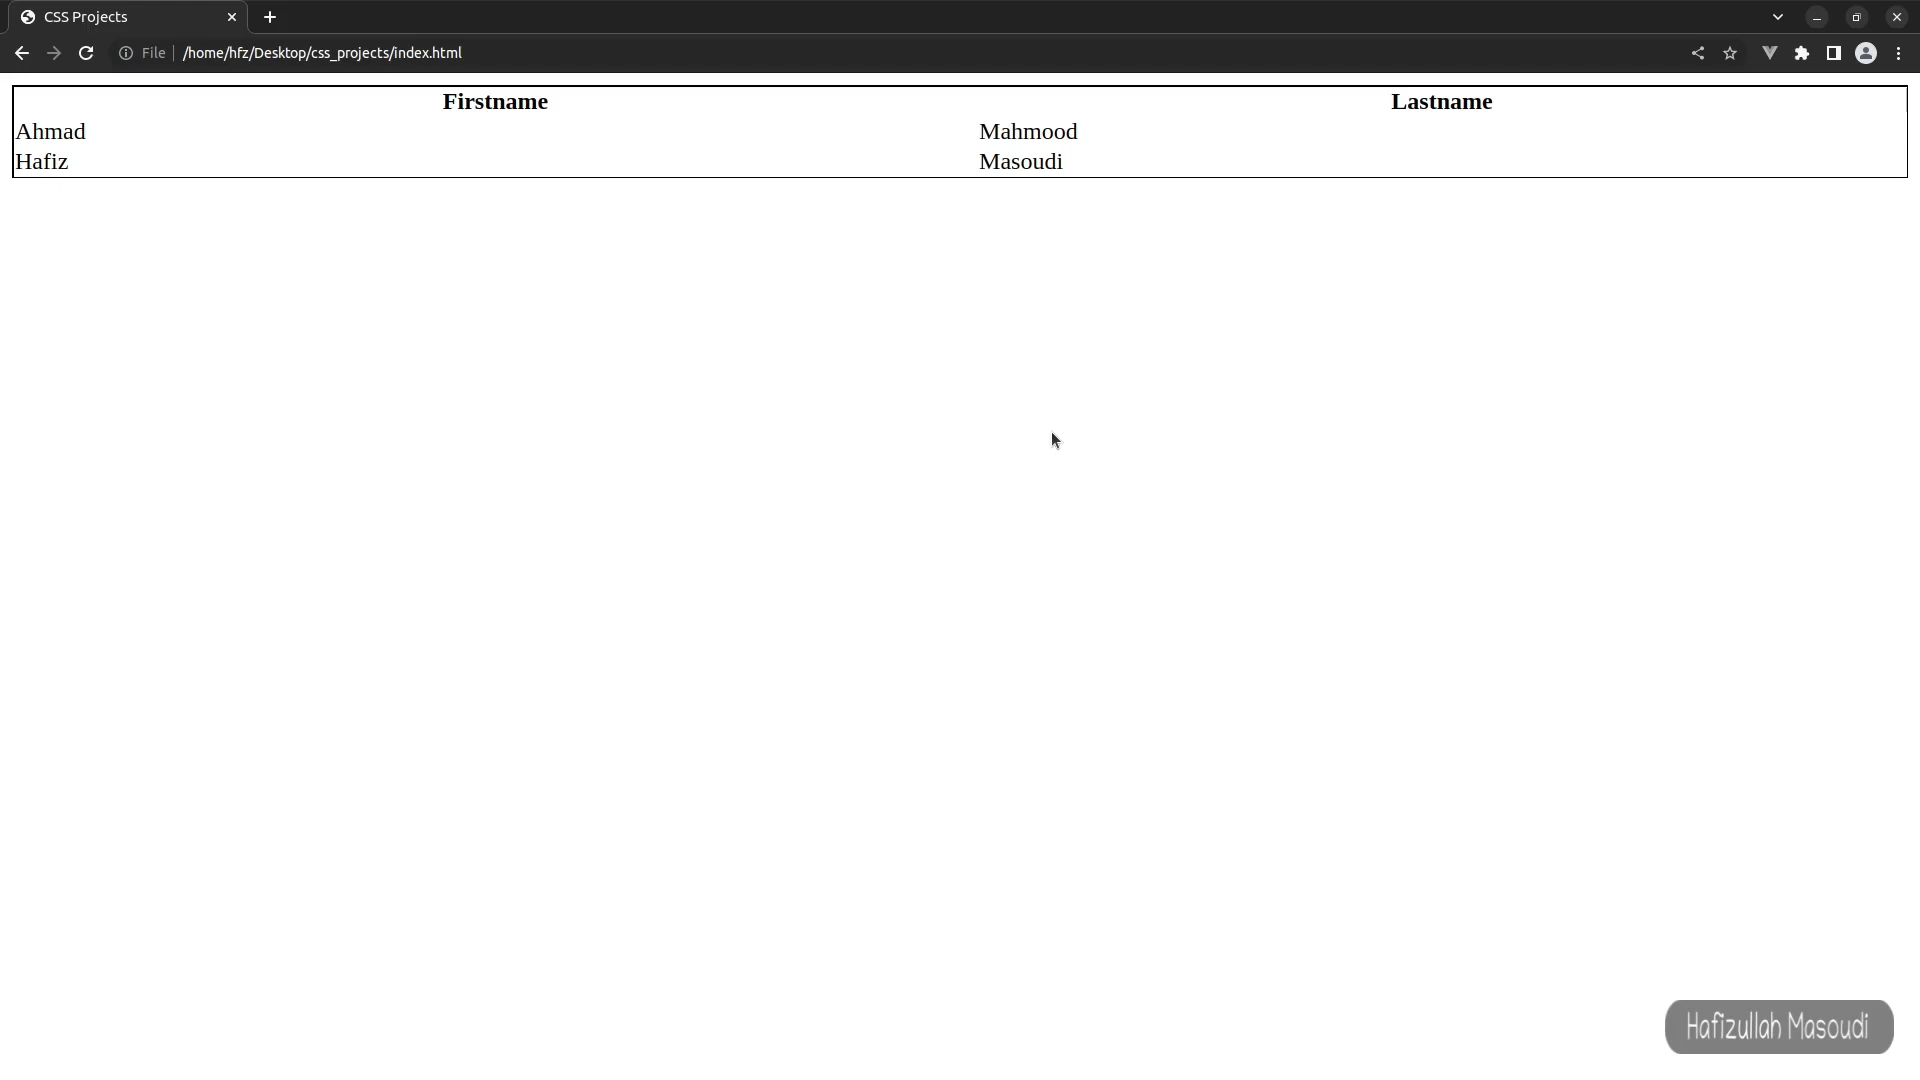 CSS Projects
File /home/hfz/Desktop/css_projects/index.html
Firstname Lastname
Ahmad Mahmood
Hafiz Masoudi
Hafizullah Masoudi